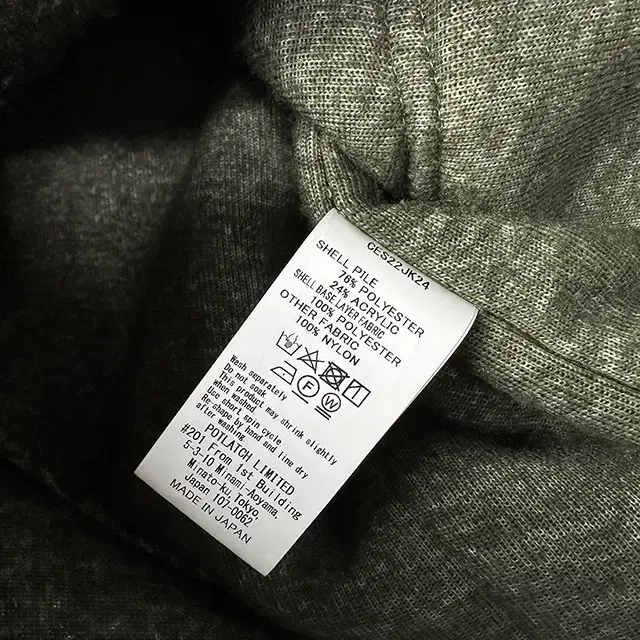 CES22JK24
SHELL PILE
76% POLYESTER
24% ACRYLIC
SHELL BASE LAYER FABRIC
100% POLYESTER
OTHER FABRIC
100% NYLON
F W
Wash separately
Do not soak
This product may shrink slightly
when washed
Use short spin cycle
Re-shape by hand and line dry
after wash
POTLATCH LIMITED
#201, From 1st Building
5-3-10 Minami-Aoyama,
Minato-ku, Tokyo,
Japan 107-0062
MADE IN JAPAN